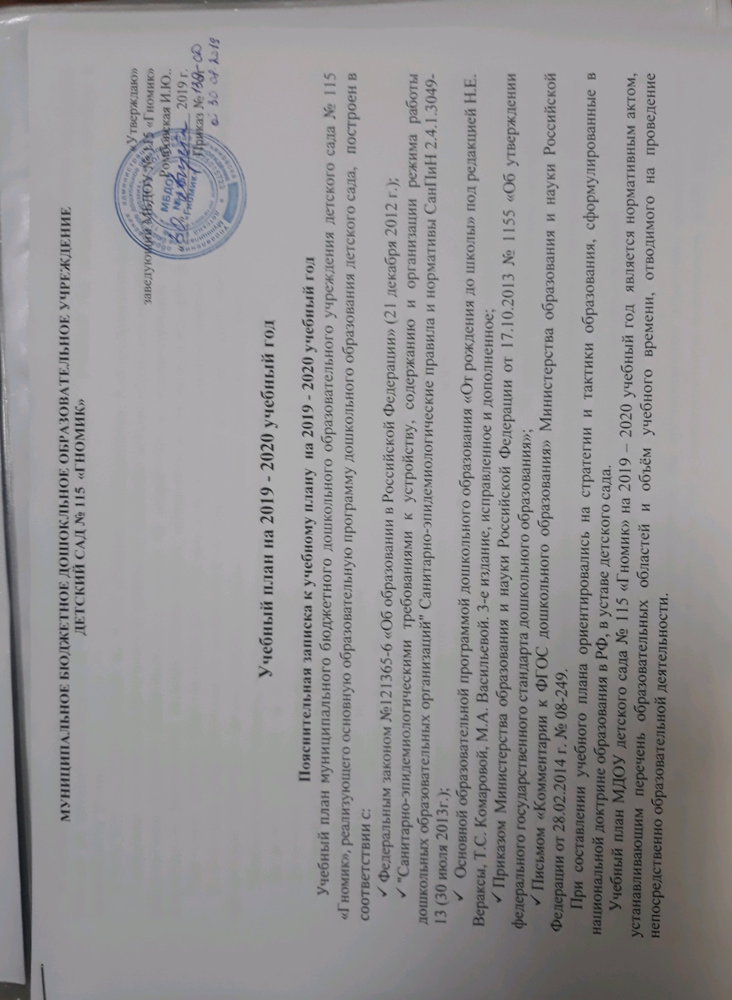 МУНИЦИПАЛЬНОЕ БЮДЖЕТНОЕ ДОШОКЛЬНОЕ ОБРАЗОВАТЕЛЬНОЕ УЧРЕЖДЕНИЕ
ДЕТСКИЙ САД № 115 «ГНОМИК»
«Утверждаю»
заведующий МБДОУ № 115 «Гномик»
Ромбовская И.Ю..
«30» августа 2019 г.
Приказ №
30 08 2019
МБДОУ
«Гномик»
Учебный план на 2019 - 2020 учебный год
Пояснительная записка к учебному плану на 2019 - 2020 учебный год
Учебный план муниципального бюджетного дошкольного образовательного учреждения детского сада № 115
«Гномик», реализующего основную образовательную программу дошкольного образования детского сада, построен в
соответствии с:
✓ Федеральным законом №121365-6 «Об образовании в Российской Федерации» (21 декабря 2012 г.);
✓ "Санитарно-эпидемиологическими требованиями к устройству, содержанию и организации режима работы
дошкольных образовательных организаций" Санитарно-эпидемиологические правила и нормативы СанПиН 2.4.1.3049-
13 (30 июля 2013г.);
✓ Основной образовательной программой дошкольного образования «От рождения до школы» под редакцией Н.Е.
Вераксы, Т.С. Комаровой, М.А. Васильевой. 3-е издание, исправленное и дополненное;
✓ Приказом Министерства образования и науки Российской Федерации от 17.10.2013 № 1155 «Об утверждении
федерального государственного стандарта дошкольного образования»;
✓ Письмом «Комментарии к ФГОС дошкольного образования» Министерства образования и науки Российской
Федерации от 28.02.2014 г. № 08-249.
При составлении учебного плана ориентировались на стратегии и тактики образования, сформулированные в
национальной доктрине образования в РФ, в уставе детского сада.
Учебный план МДОУ детского сада № 115 «Гномик» на 2019 – 2020 учебный год является нормативным актом,
устанавливающим перечень образовательных областей и объём учебного времени, отводимого на проведение
непосредственно образовательной деятельности.